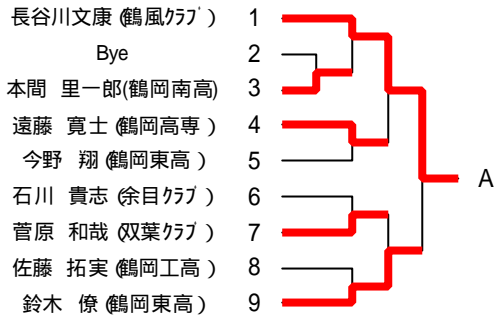 長谷川文康 (鶴風ｸﾗﾌﾞ) 1
Bye 2
本間 里一郎(鶴岡南高) 3
遠藤 寛士 (鶴岡高専 ) 4
今野 翔 (鶴岡東高 ) 5
石川 貴志 (余目ｸﾗﾌﾞ ) 6
菅原 和哉 (双葉ｸﾗﾌﾞ ) 7
佐藤 拓実 (鶴岡工高 ) 8
鈴木 僚 (鶴岡東高 ) 9
A